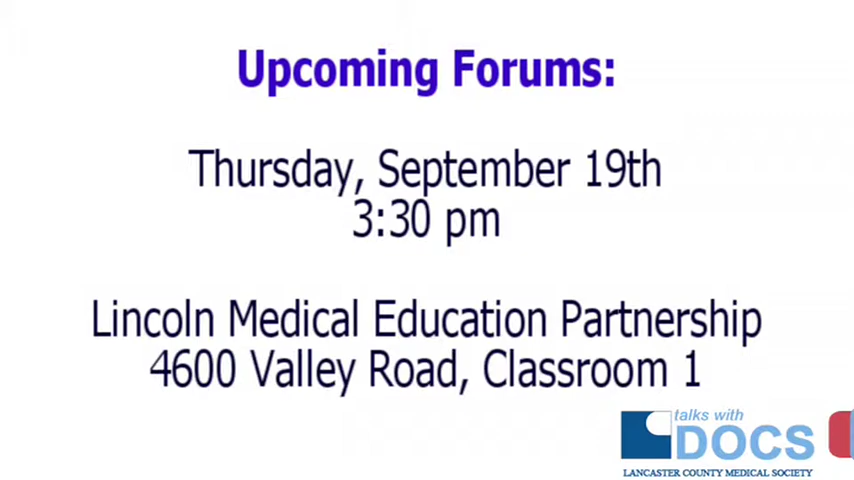 Upcoming Forums:
Thursday, September 19th
3:30 pm
Lincoln Medical Education Partnership
4600 Valley Road, Classroom 1
talks with
DOCS
LANCASTER COUNTY MEDICAL SOCIETY